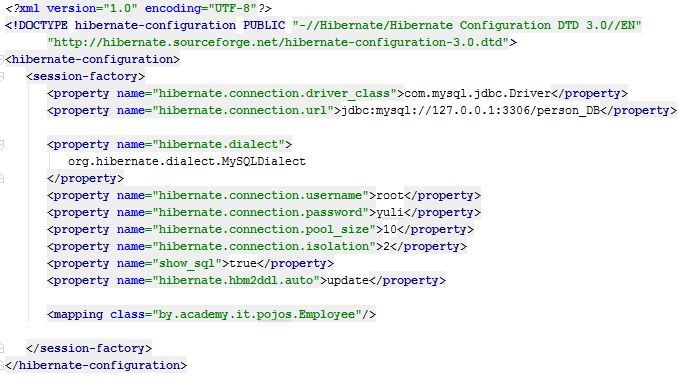 <?xml version="1.0" encoding="UTF-8"?>
<!DOCTYPE hibernate-configuration PUBLIC "-//Hibernate/Hibernate Configuration DTD 3.0//EN"
"http://hibernate.sourceforge.net/hibernate-configuration-3.0.dtd">
<hibernate-configuration>
<session-factory>
<property name="hibernate.connection.driver_class">com.mysql.jdbc.Driver</property>
<property name="hibernate.connection.url">jdbc:mysql://127.0.0.1:3306/person_DB</property>
<property name="hibernate.dialect">
org.hibernate.dialect.MySQLDialect
</property>
<property name="hibernate.connection.username">root</property>
<property name="hibernate.connection.password">yuli</property>
<property name="hibernate.connection.pool_size">10</property>
<property name="hibernate.connection.isolation">2</property>
<property name="show_sql">true</property>
<property name="hibernate.hbm2ddl.auto">update</property>
<mapping class="by.academy.it.pojos.Employee"/>
</session-factory>
</hibernate-configuration>